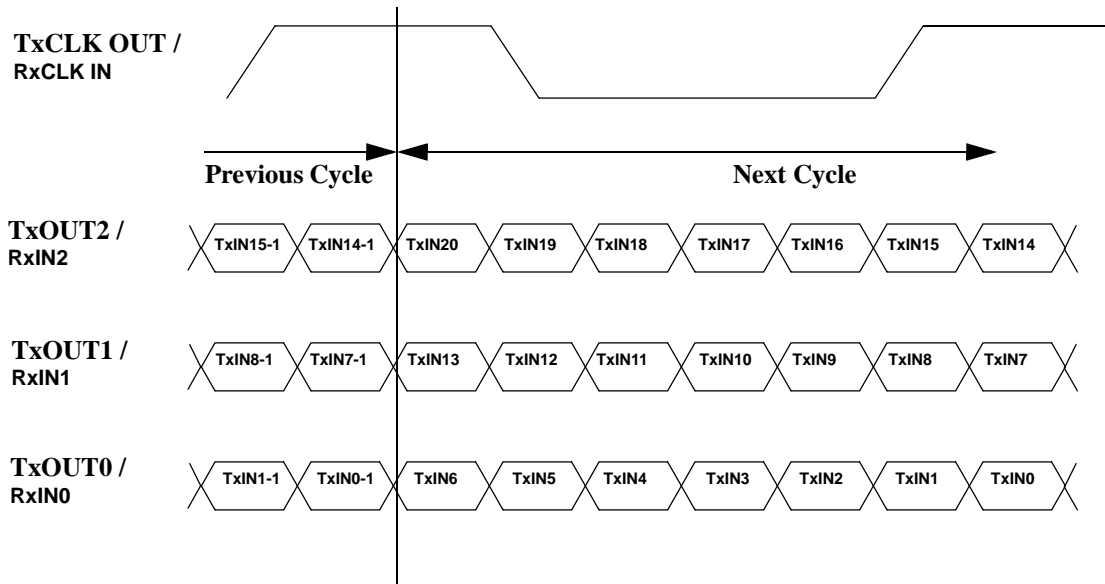 TxCLK OUT /
RxCLK IN
Previous Cycle Next Cycle
TxOUT2 /
RxIN2
TxIN15-1 TxIN14-1 TxIN20 TxIN19 TxIN18 TxIN17 TxIN16 TxIN15 TxIN14
TxOUT1 /
RxIN1
TxIN8-1 TxIN7-1 TxIN13 TxIN12 TxIN11 TxIN10 TxIN9 TxIN8 TxIN7
TxOUT0 /
RxIN0
TxIN1-1 TxIN0-1 TxIN6 TxIN5 TxIN4 TxIN3 TxIN2 TxIN1 TxIN0